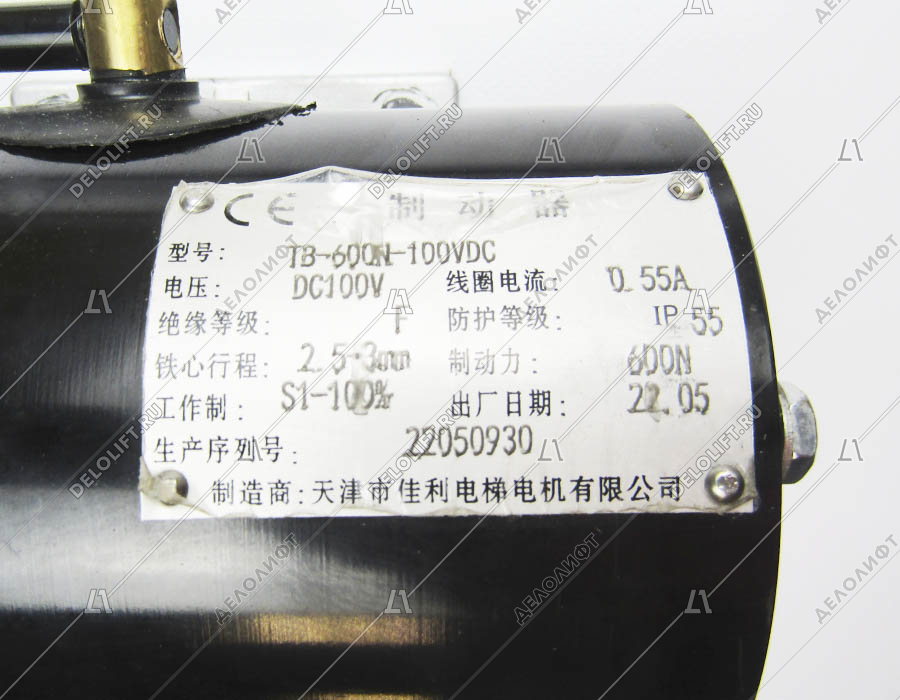 CE 制动器
型号: TB-600N-100VDC
电压: DC100V 线圈电流: 0.55A
绝缘等级: F 防护等级: IP 55
铁心行程: 2.5-3mm 制动力: 600N
工作制: S1-100% 出厂日期: 22.05
生产序列号: 22050930
制造商:天津市佳利电梯电机有限公司
DELOLIFT.RU
ДЕЛОЛИФТ